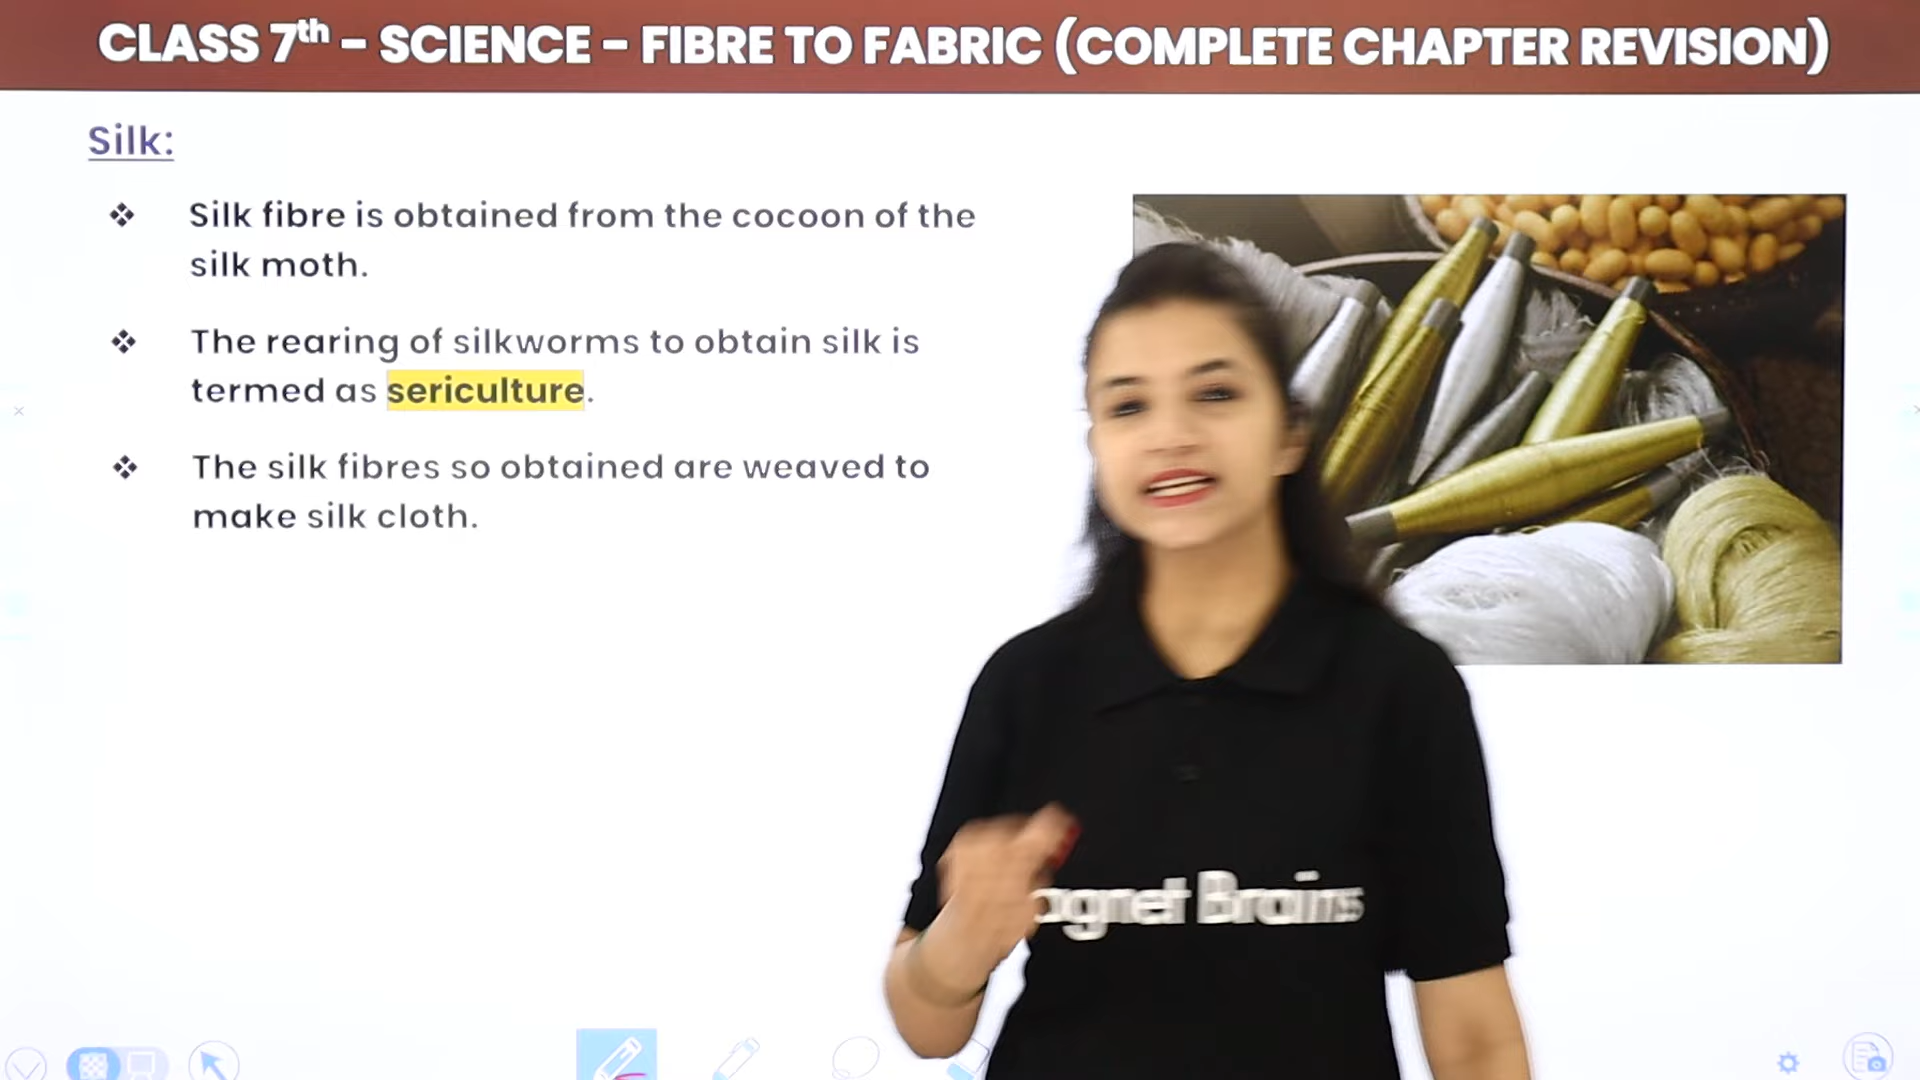 CLASS 7th - SCIENCE - FIBRE TO FABRIC (COMPLETE CHAPTER REVISION)
Silk:
❖ Silk fibre is obtained from the cocoon of the
silk moth.
❖ The rearing of silkworms to obtain silk is
termed as sericulture.
❖ The silk fibres so obtained are weaved to
make silk cloth.
agnet Brains